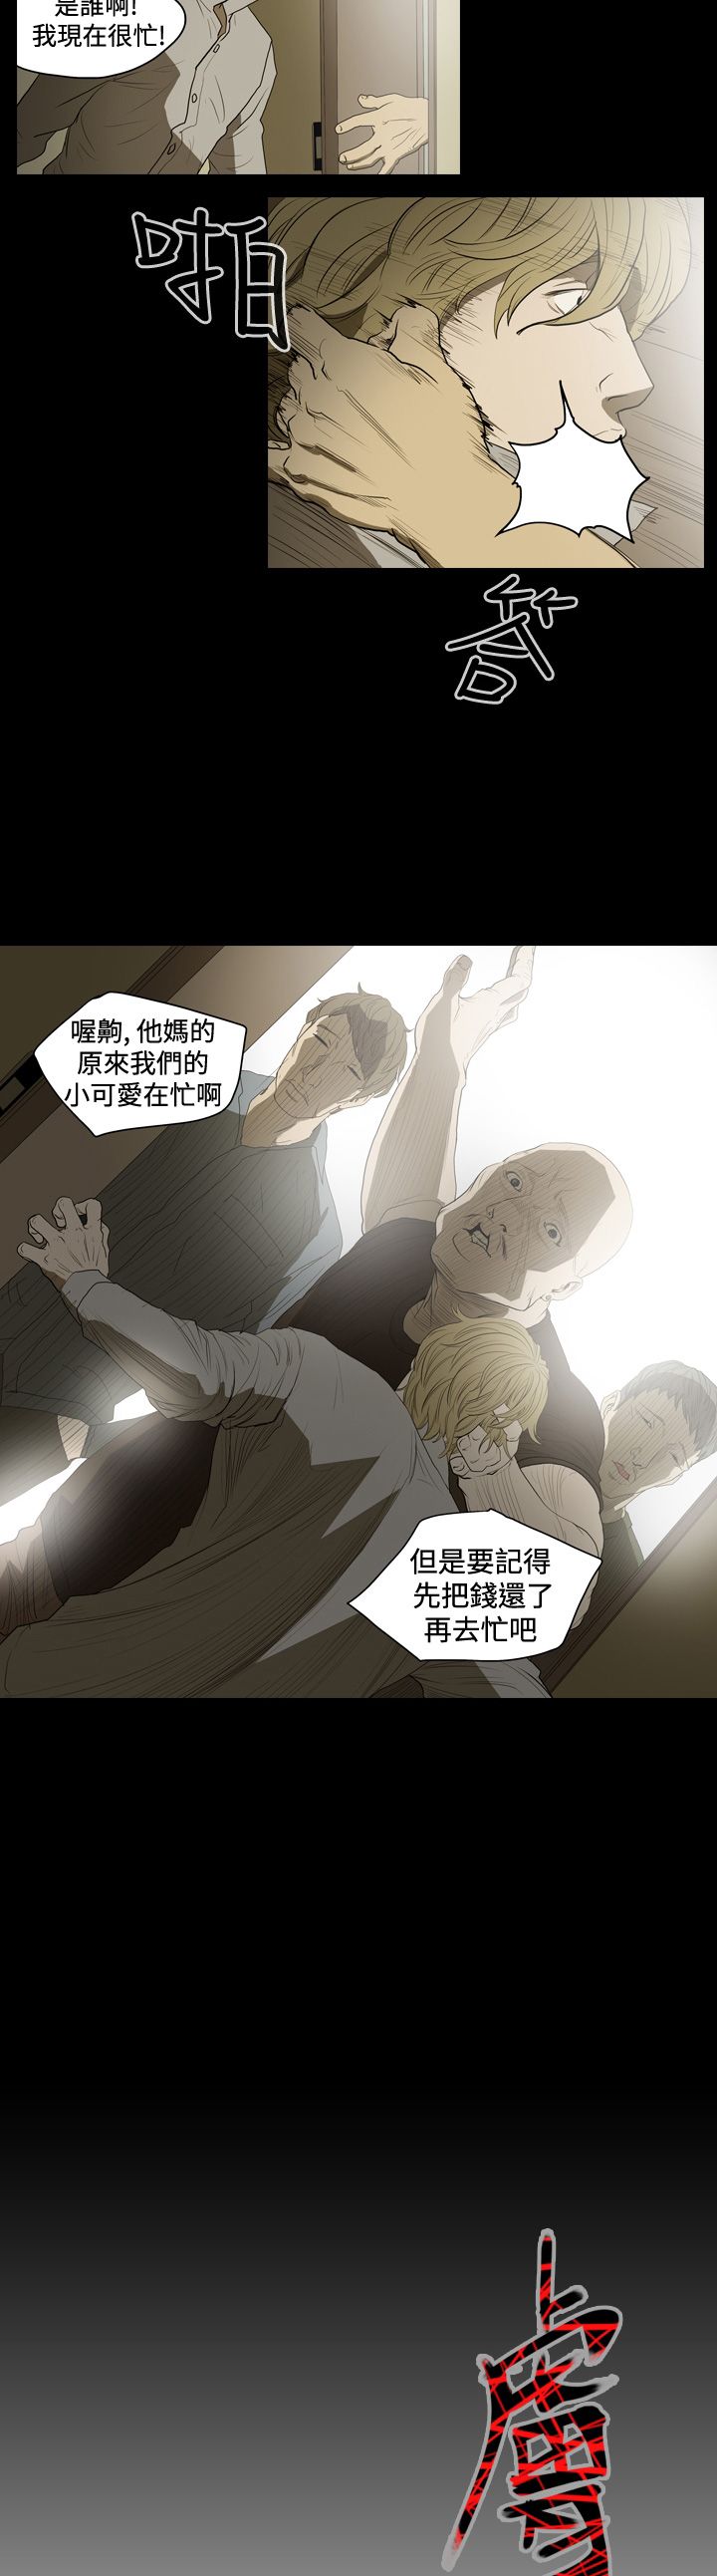 是誰啊!
我現在很忙!
啪
答
喔齁, 他媽的
原來我們的
小可愛在忙啊
但是要記得
先把錢還了
再去忙吧